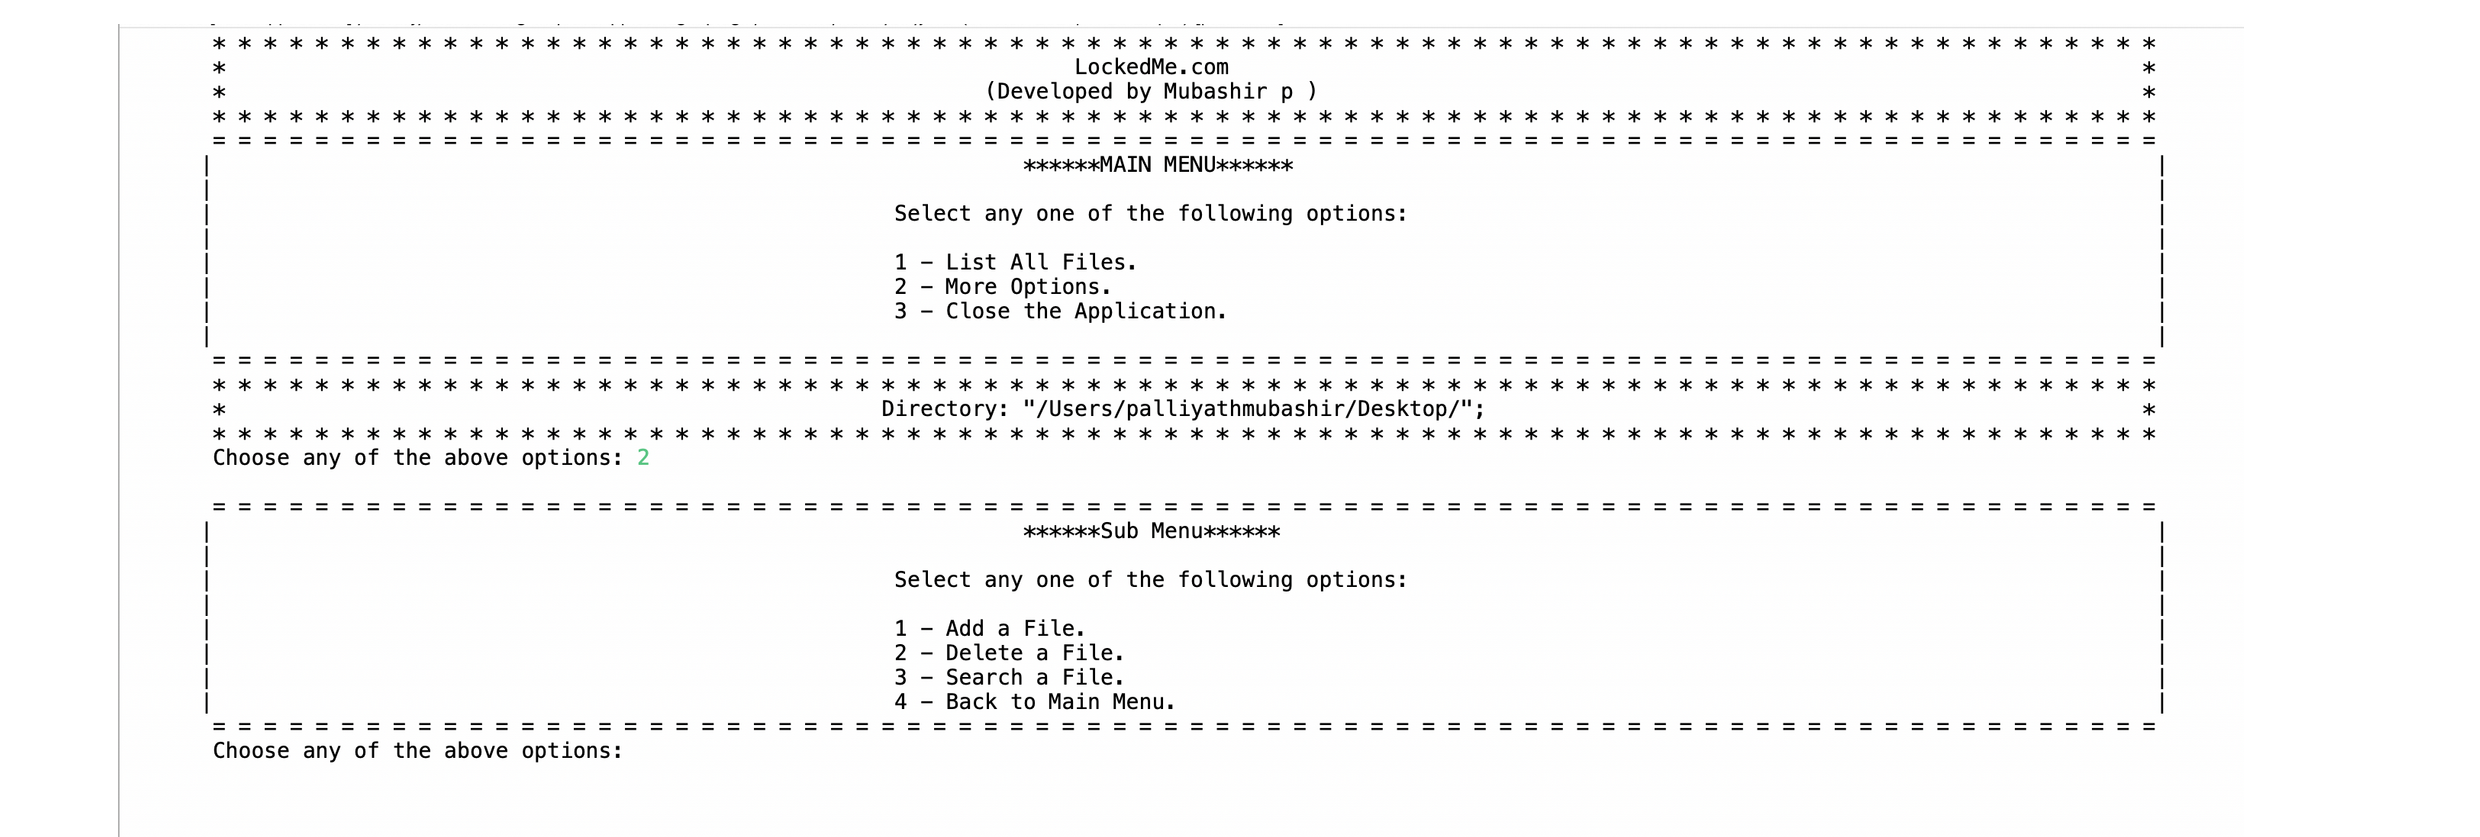 * * * * * * * * * * * * * * * * * * * * * * * * * * * * * * * * * * * * * * * * * * * * * * * * * * * * * * * * * * * * * * * * * * * * * * * * * * * *
* LockedMe.com *
* (Developed by Mubashir p ) *
* * * * * * * * * * * * * * * * * * * * * * * * * * * * * * * * * * * * * * * * * * * * * * * * * * * * * * * * * * * * * * * * * * * * * * * * * * * *
= = = = = = = = = = = = = = = = = = = = = = = = = = = = = = = = = = = = = = = = = = = = = = = = = = = = = = = = = = = = = = = = = = = = = = = = = = = =
| ******MAIN MENU****** |
| |
| Select any one of the following options: |
| |
| 1 – List All Files. |
| 2 – More Options. |
| 3 – Close the Application. |
| |
= = = = = = = = = = = = = = = = = = = = = = = = = = = = = = = = = = = = = = = = = = = = = = = = = = = = = = = = = = = = = = = = = = = = = = = = = = = =
* * * * * * * * * * * * * * * * * * * * * * * * * * * * * * * * * * * * * * * * * * * * * * * * * * * * * * * * * * * * * * * * * * * * * * * * * * * *
* Directory: "/Users/palliyathmubashir/Desktop/"; *
* * * * * * * * * * * * * * * * * * * * * * * * * * * * * * * * * * * * * * * * * * * * * * * * * * * * * * * * * * * * * * * * * * * * * * * * * * * *
Choose any of the above options: 2
= = = = = = = = = = = = = = = = = = = = = = = = = = = = = = = = = = = = = = = = = = = = = = = = = = = = = = = = = = = = = = = = = = = = = = = = = = = =
| ******Sub Menu****** |
| |
| Select any one of the following options: |
| |
| 1 – Add a File. |
| 2 – Delete a File. |
| 3 – Search a File. |
| 4 – Back to Main Menu. |
= = = = = = = = = = = = = = = = = = = = = = = = = = = = = = = = = = = = = = = = = = = = = = = = = = = = = = = = = = = = = = = = = = = = = = = = = = = =
Choose any of the above options: